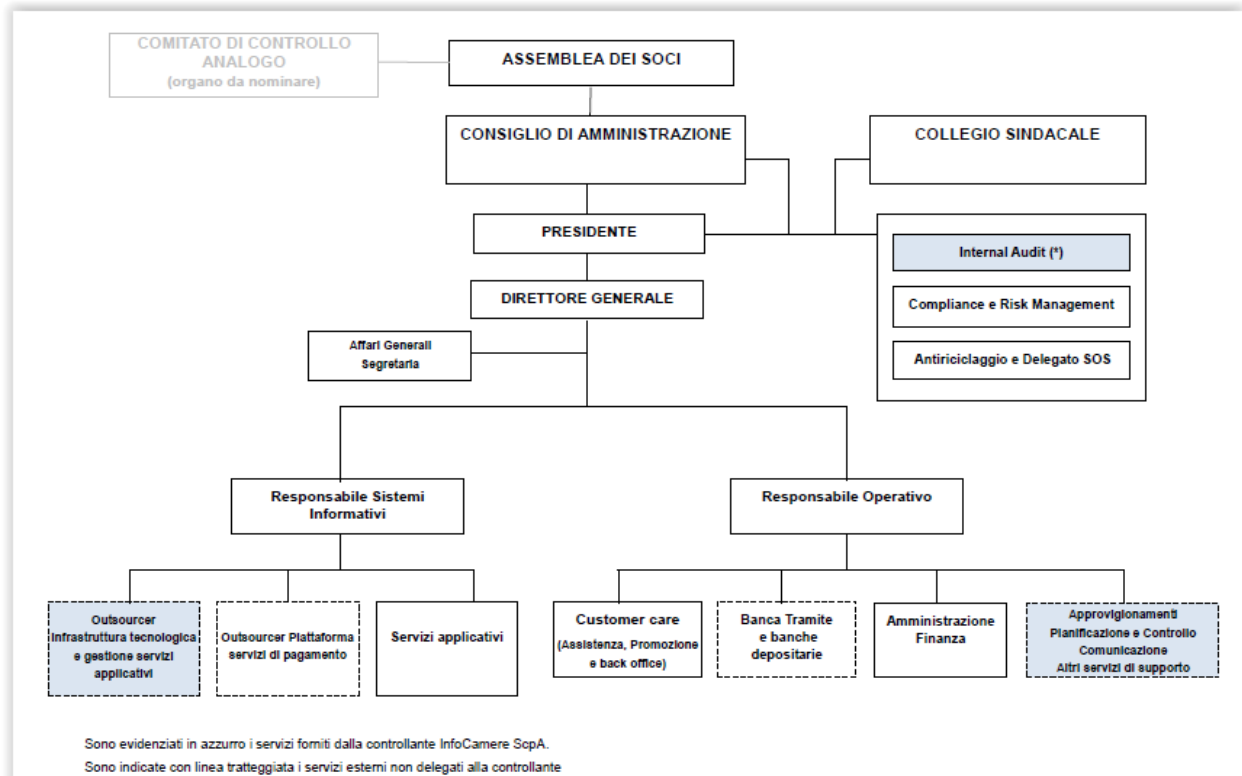 COMITATO DI CONTROLLO
ANALOGO
(organo da nominare)
ASSEMBLEA DEI SOCI
CONSIGLIO DI AMMINISTRAZIONE
COLLEGIO SINDACALE
PRESIDENTE
Internal Audit (*)
Compliance e Risk Management
Antiriciclaggio e Delegato SOS
DIRETTORE GENERALE
Affari Generali
Segretaria
Responsabile Sistemi
Informativi
Responsabile Operativo
Outsourcer
Infrastruttura tecnologica
e gestione servizi
applicativi
Outsourcer Piattaforma
servizi di pagamento
Servizi applicativi
Customer care
(Assistenza, Promozione
e back office)
Banca Tramite
e banche
depositarie
Amministrazione
Finanza
Approvigionamenti
Planificazione e Controllo
Comunicazione
Altri servizi di supporto
Sono evidenziati in azzurro i servizi forniti dalla controllante InfoCamere ScpA.
Sono indicate con linea tratteggiata i servizi esterni non delegati alla controllante